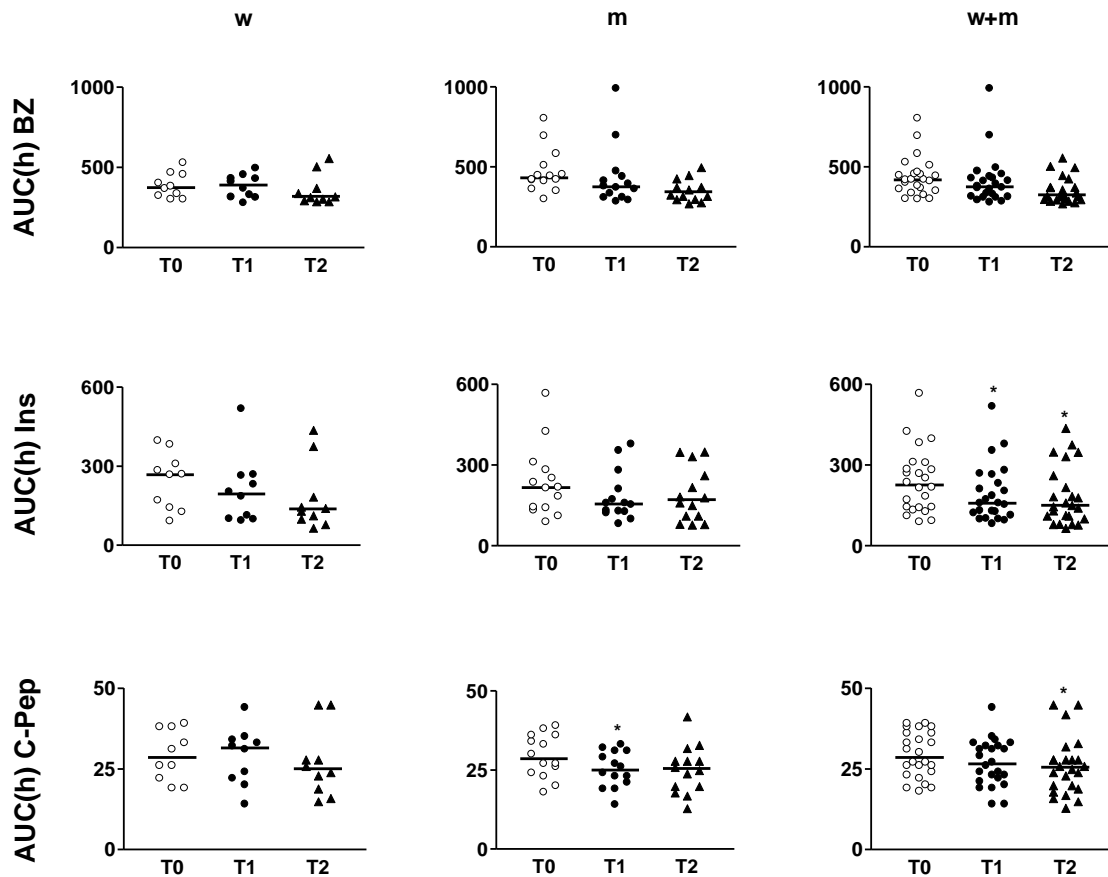 w m w+m
AUC(h) BZ
1000 1000 1000
500 500 500
0 0 0
T0 T1 T2 T0 T1 T2 T0 T1 T2
AUC(h) Ins
600 600 600
* *
300 300 300
0 0 0
T0 T1 T2 T0 T1 T2 T0 T1 T2
AUC(h) C-Pep
50 50 50
* *
25 25 25
0 0 0
T0 T1 T2 T0 T1 T2 T0 T1 T2